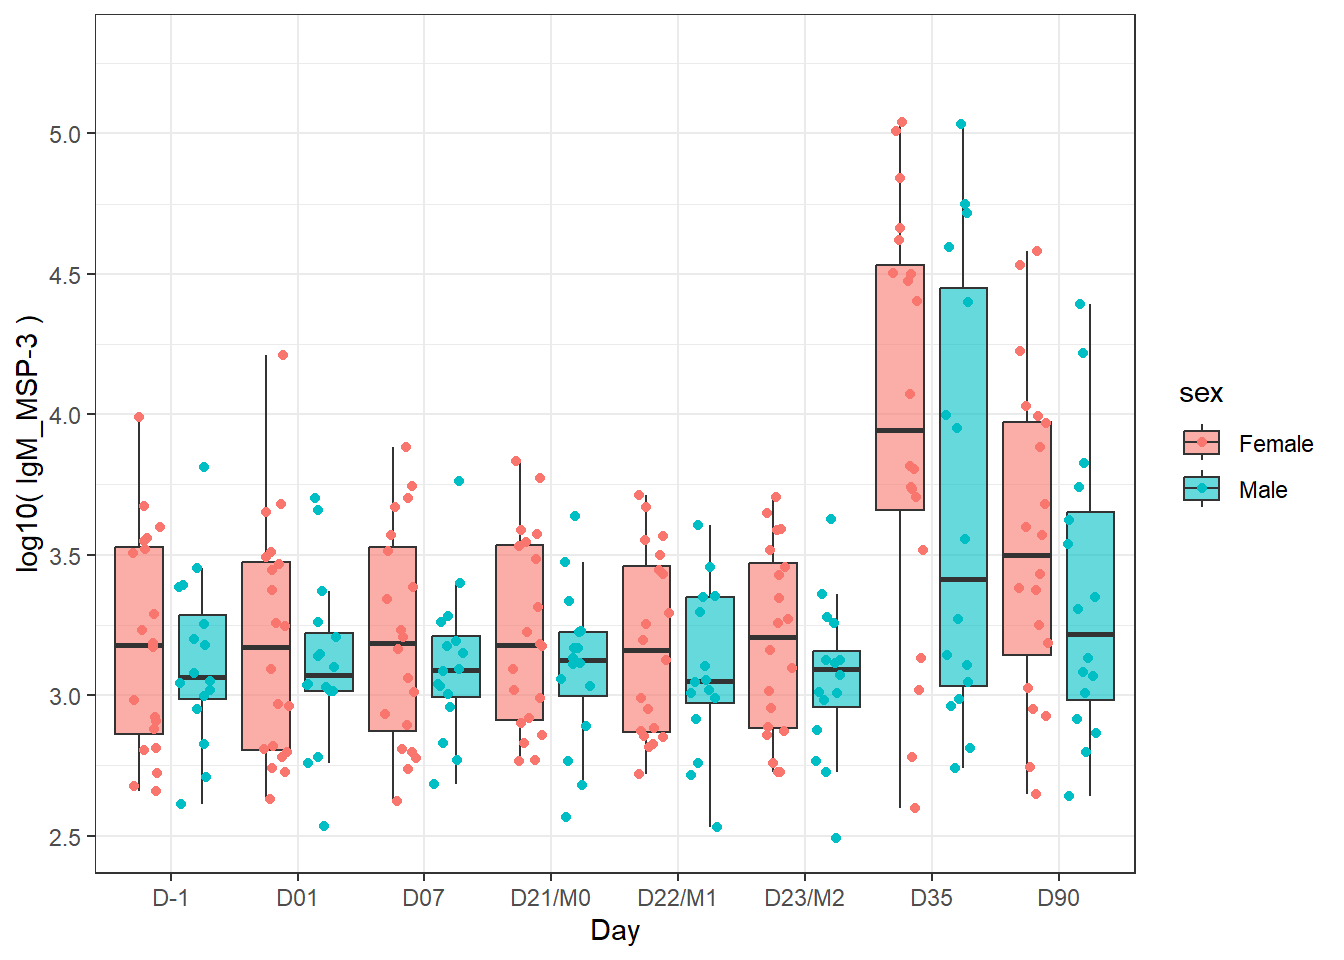 5.0
4.5
4.0
3.5
3.0
2.5
log10( IgM_MSP-3 )
D-1 D01 D07 D21/M0 D22/M1 D23/M2 D35 D90
Day
sex
Female
Male